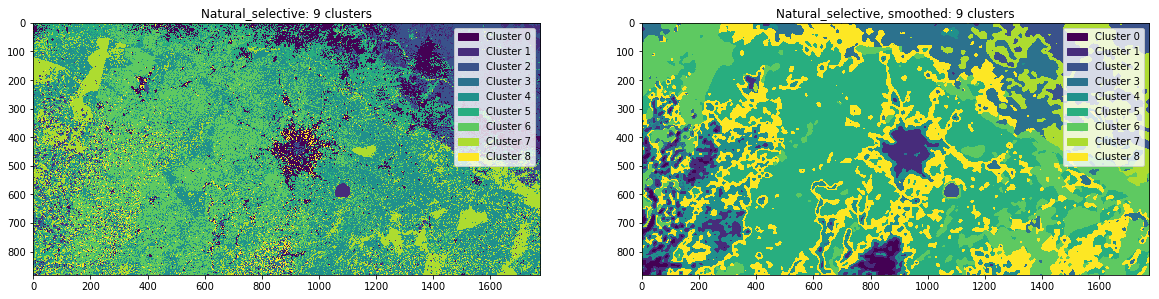 Natural_selective: 9 clusters
0
100
200
300
400
500
600
700
800
0
200
400
600
800
1000
1200
1400
1600
Cluster 0
Cluster 1
Cluster 2
Cluster 3
Cluster 4
Cluster 5
Cluster 6
Cluster 7
Cluster 8
Natural_selective, smoothed: 9 clusters
0
100
200
300
400
500
600
700
800
0
200
400
600
800
1000
1200
1400
1600
Cluster 0
Cluster 1
Cluster 2
Cluster 3
Cluster 4
Cluster 5
Cluster 6
Cluster 7
Cluster 8